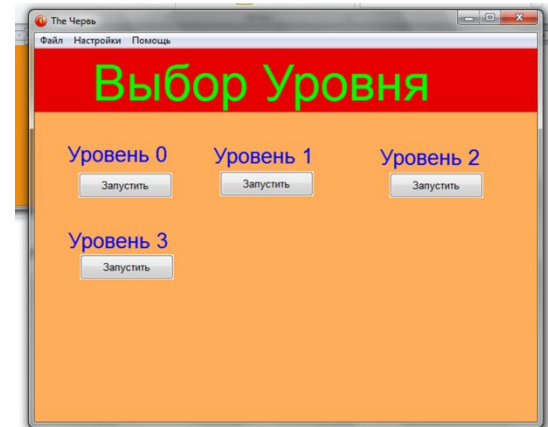 The Червь
Файл Настройки Помощь
Выбор Уровня
Уровень 0 Уровень 1 Уровень 2
Запустить Запустить Запустить
Уровень 3
Запустить